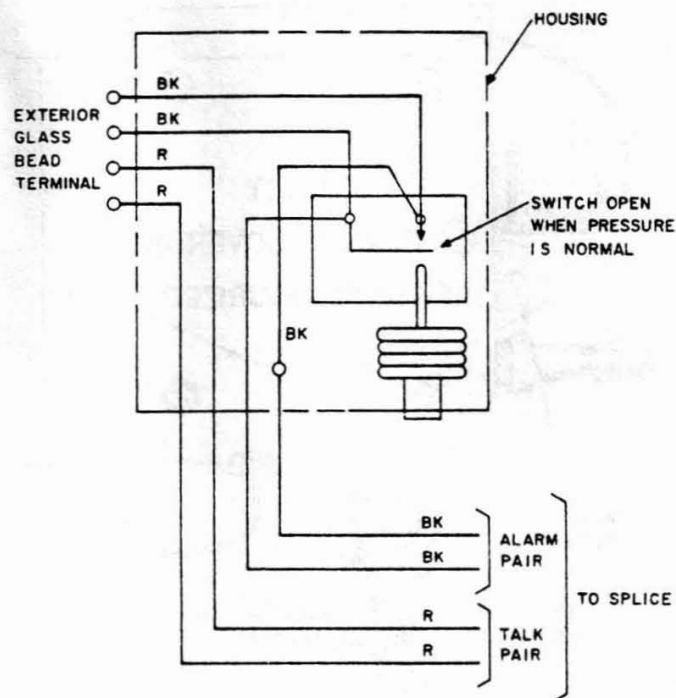 HOUSING
BK
EXTERIOR
GLASS
BEAD
TERMINAL
BK
R
R
SWITCH OPEN
WHEN PRESSURE
IS NORMAL
BK
BK
BK
ALARM
PAIR
TO SPLICE
R
R
TALK
PAIR